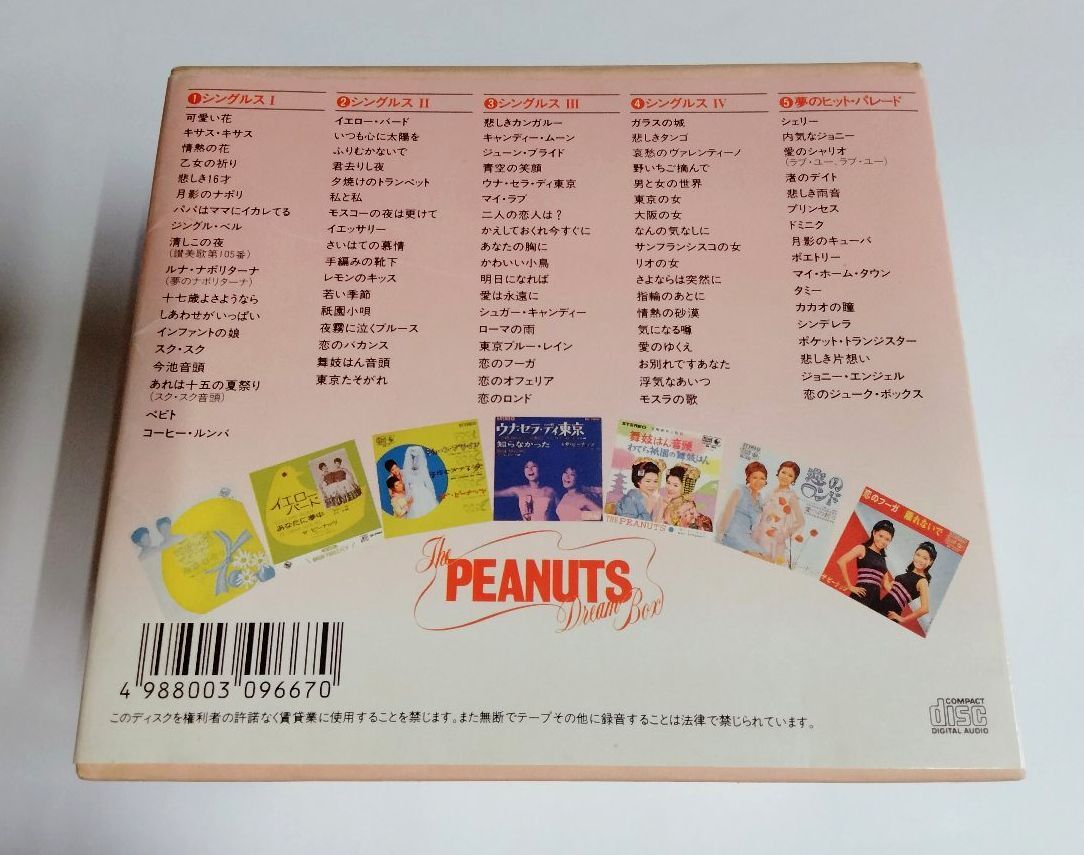 ❶シングルス I
可愛い花
キサス・キサス
情熱の花
乙女の祈り
悲しき16才
月影のナポリ
パパはママにイカレてる
ジングル・ベル
清しこの夜
(讃美歌第105番)
ルナ・ナポリターナ
(夢のナポリターナ)
十七歳よさようなら
しあわせがいっぱい
インファントの娘
スク・スク
今池音頭
あれは十五の夏祭り
(スク・スク音頭)
ペピト
コーヒー・ルンバ
❷シングルス II
イエロー・バード
いつも心に太陽を
ふりむかないで
君去りし夜
夕焼けのトランペット
私と私
モスコーの夜は更けて
イエッサリー
さいはての慕情
手編みの靴下
レモンのキッス
若い季節
祇園小唄
夜霧に泣くブルース
恋のバカンス
舞妓はん音頭
東京たそがれ
❸シングルス III
悲しきカンガルー
キャンディー・ムーン
ジューン・ブライド
青空の笑顔
ウナ・セラ・ディ東京
マイ・ラブ
二人の恋人は?
かえしておくれ今すぐに
あなたの胸に
かわいい小鳥
明日になれば
愛は永遠に
シュガー・キャンディー
ローマの雨
東京ブルー・レイン
恋のフーガ
恋のオフェリア
恋のロンド
❹シングルス IV
ガラスの城
悲しきタンゴ
哀愁のヴァレンティーノ
野いちご摘んで
男と女の世界
東京の女
大阪の女
なんの気なしに
サンフランシスコの女
リオの女
さよならは突然に
指輪のあとに
情熱の砂漠
気になる噂
愛のゆくえ
お別れですあなた
浮気なあいつ
モスラの歌
❺夢のヒット・パレード
シェリー
内気なジョニー
愛のシャリオ
(ラブ・ユー、ラブ・ユー)
渚のデイト
悲しき雨音
プリンセス
ドミニク
月影のキューバ
ポエトリー
マイ・ホーム・タウン
タミー
カカオの瞳
シンデレラ
ポケット・トランジスター
悲しき片想い
ジョニー・エンジェル
恋のジューク・ボックス
イエローバード
あなたに夢中
ウナ・セラ・ディ東京
知らなかった
STEREO
舞妓はん音頭
わてら祇園の舞妓はん
THE PEANUTS
恋のフーガ 離れないで
ザ・ピーナッツ
The
PEANUTS
Dream Box
4 988003 096670
このディスクを権利者の許諾なく賃貸業に使用することを禁じます。また無断でテープその他に録音することは法律で禁じられています。
COMPACT
disc
DIGITAL AUDIO